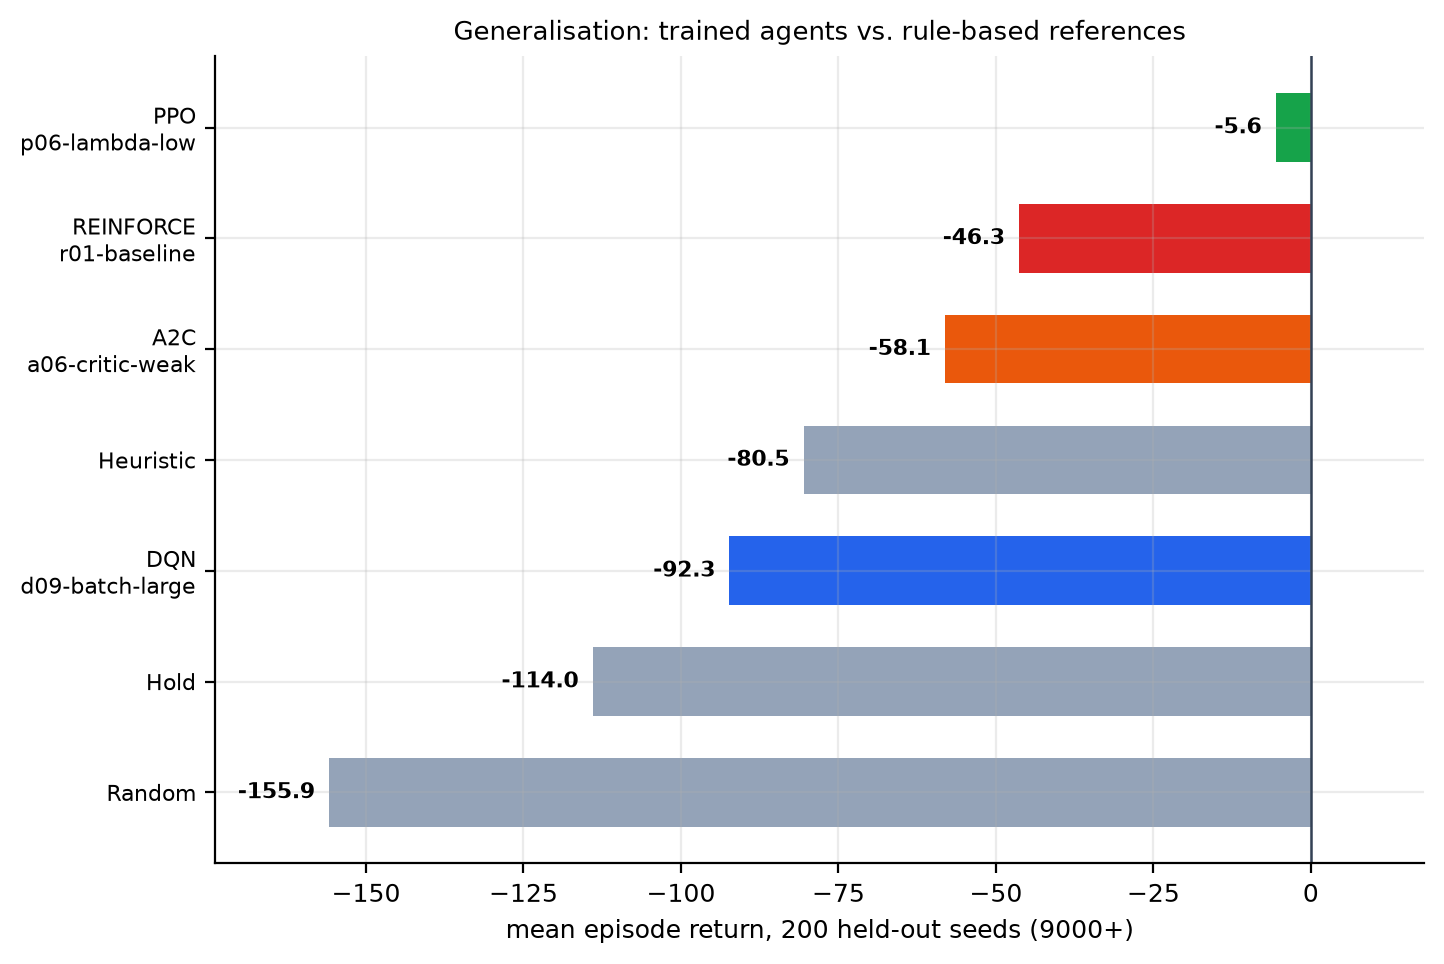 Generalisation: trained agents vs. rule-based references
PPO
p06-lambda-low
-5.6
REINFORCE
r01-baseline
-46.3
A2C
a06-critic-weak
-58.1
Heuristic
-80.5
DQN
d09-batch-large
-92.3
Hold
-114.0
Random
-155.9
−150 −125 −100 −75 −50 −25 0
mean episode return, 200 held-out seeds (9000+)